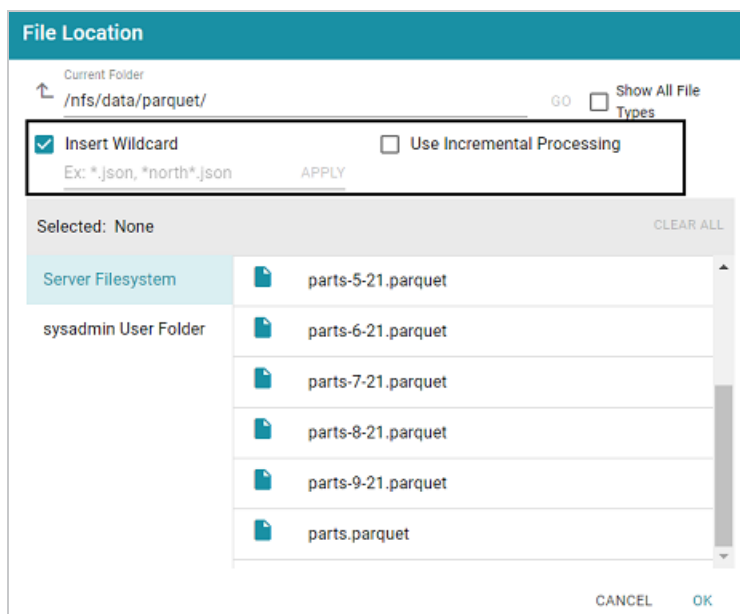 File Location
Current Folder
/nfs/data/parquet/
GO
Show All File
Types
Insert Wildcard
Use Incremental Processing
Ex: *.json, *north*.json
APPLY
Selected: None
CLEAR ALL
Server Filesystem
sysadmin User Folder
parts-5-21.parquet
parts-6-21.parquet
parts-7-21.parquet
parts-8-21.parquet
parts-9-21.parquet
parts.parquet
CANCEL
OK